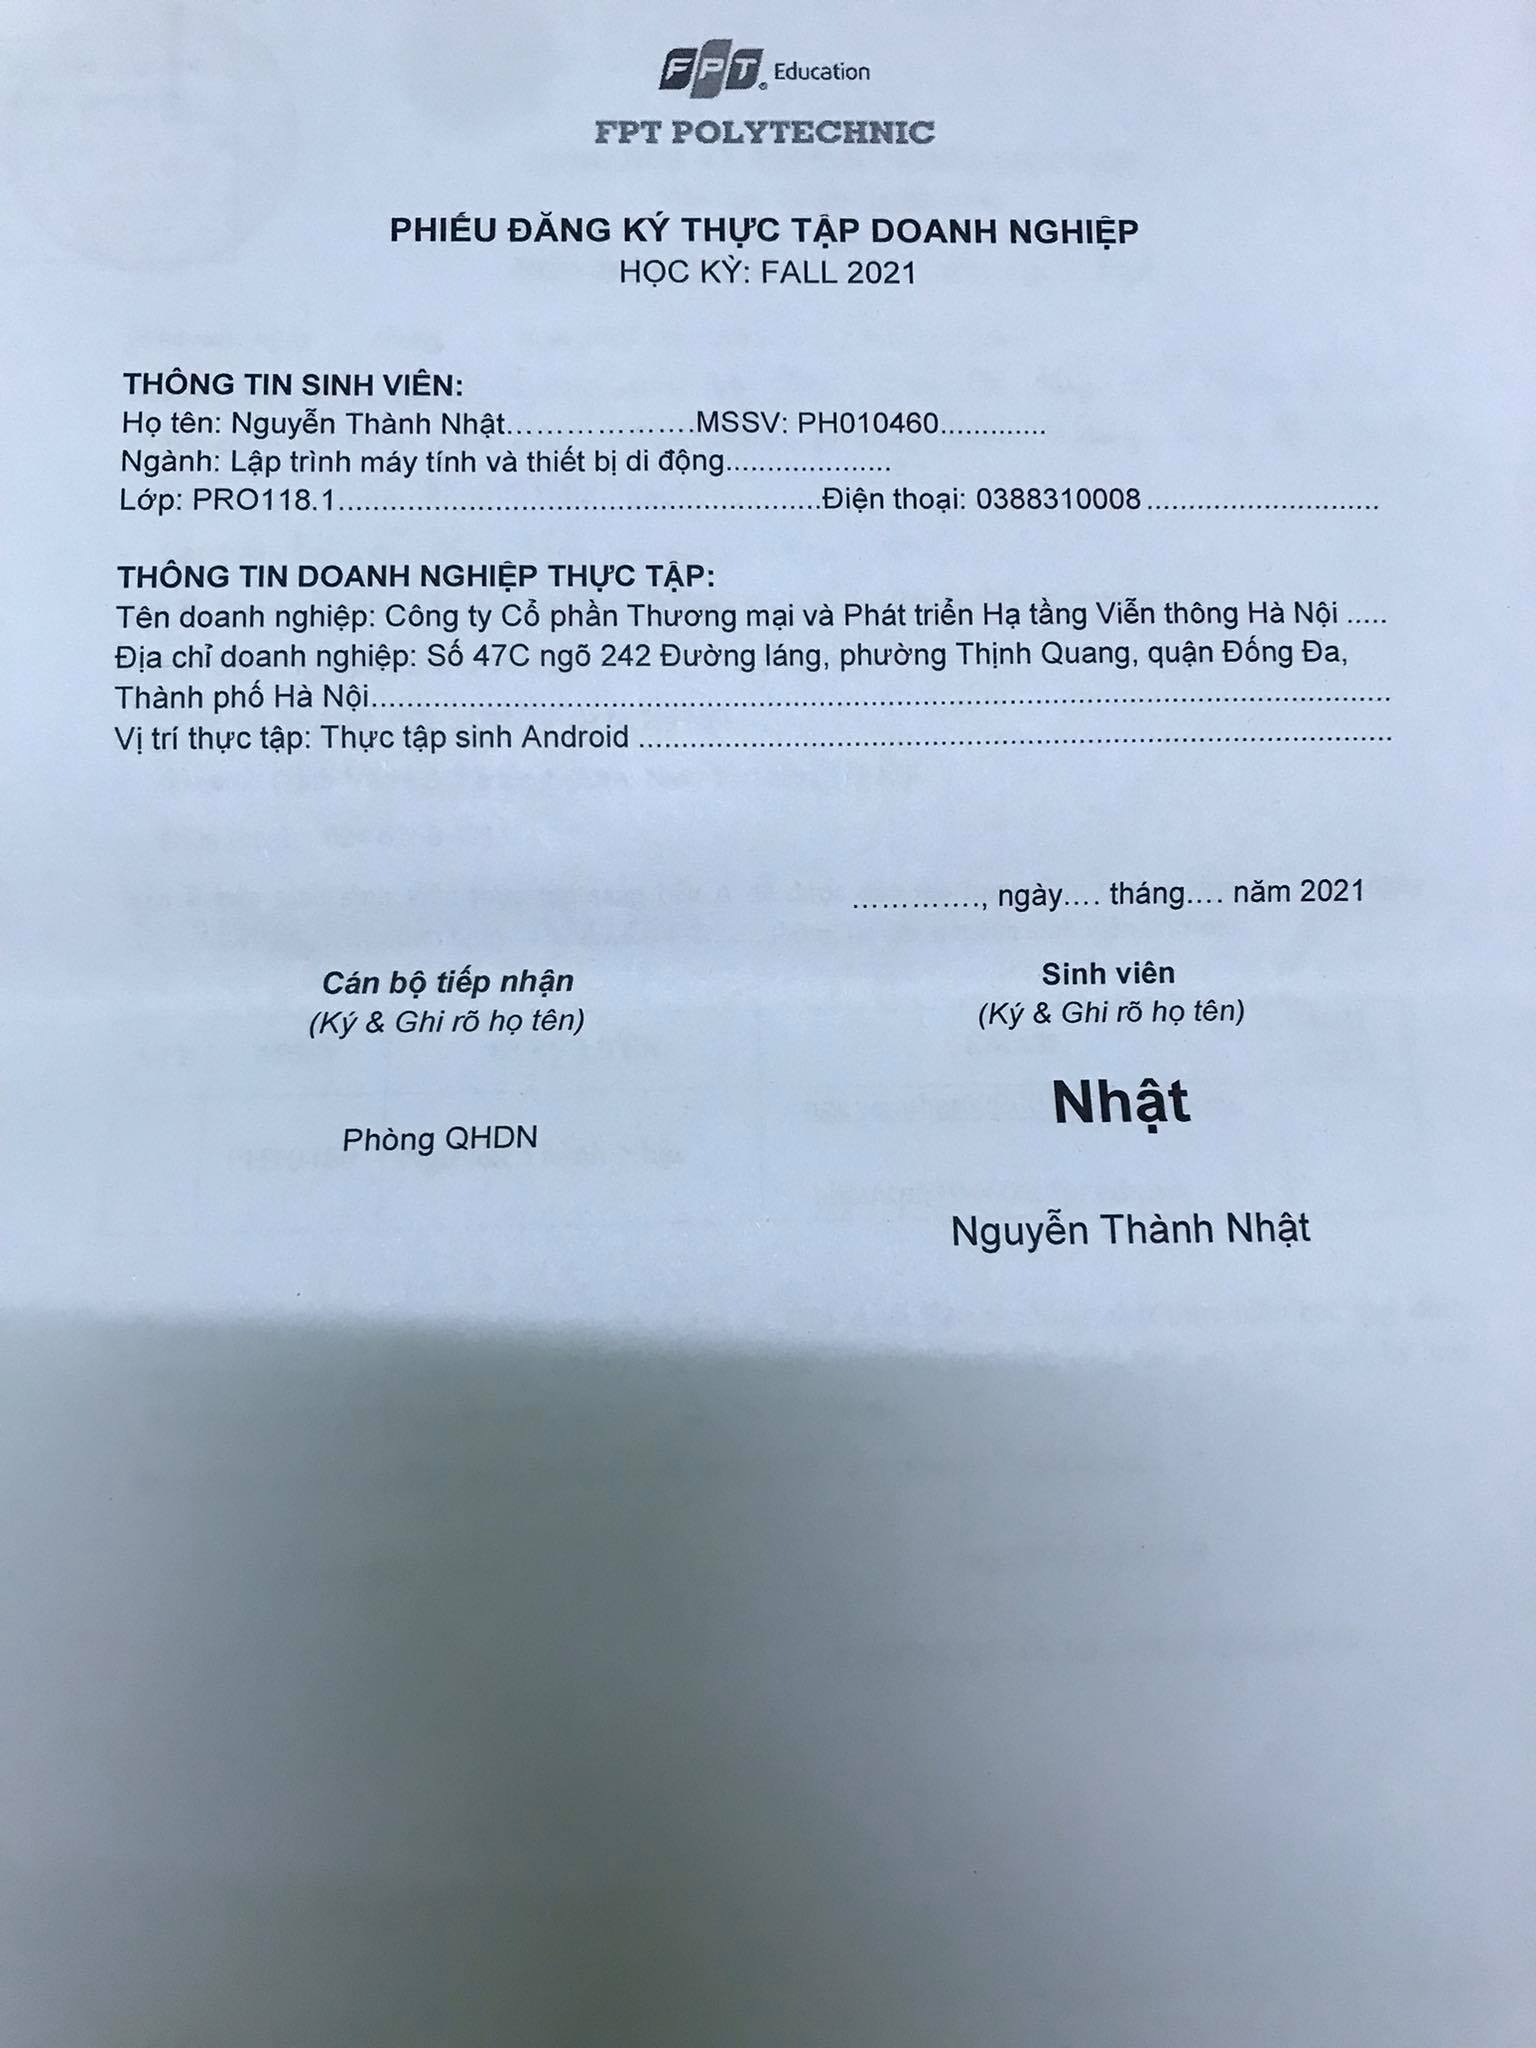 FPT Education
FPT POLYTECHNIC
PHIẾU ĐĂNG KÝ THỰC TẬP DOANH NGHIỆP
HỌC KỲ: FALL 2021
THÔNG TIN SINH VIÊN:
Họ tên: Nguyễn Thành Nhật.....................MSSV: PH010460.............
Ngành: Lập trình máy tính và thiết bị di động....................
Lớp: PRO118.1.........................................................Điện thoại: 0388310008............................
THÔNG TIN DOANH NGHIỆP THỰC TẬP:
Tên doanh nghiệp: Công ty Cổ phần Thương mại và Phát triển Hạ tầng Viễn thông Hà Nội .....
Địa chỉ doanh nghiệp: Số 47C ngõ 242 Đường láng, phường Thịnh Quang, quận Đống Đa,
Thành phố Hà Nội...........................................................................................................................
Vị trí thực tập: Thực tập sinh Android ..........................................................................................
............., ngày.... tháng.... năm 2021
Cán bộ tiếp nhận
(Ký & Ghi rõ họ tên)
Phòng QHDN
Sinh viên
(Ký & Ghi rõ họ tên)
Nhật
Nguyễn Thành Nhật